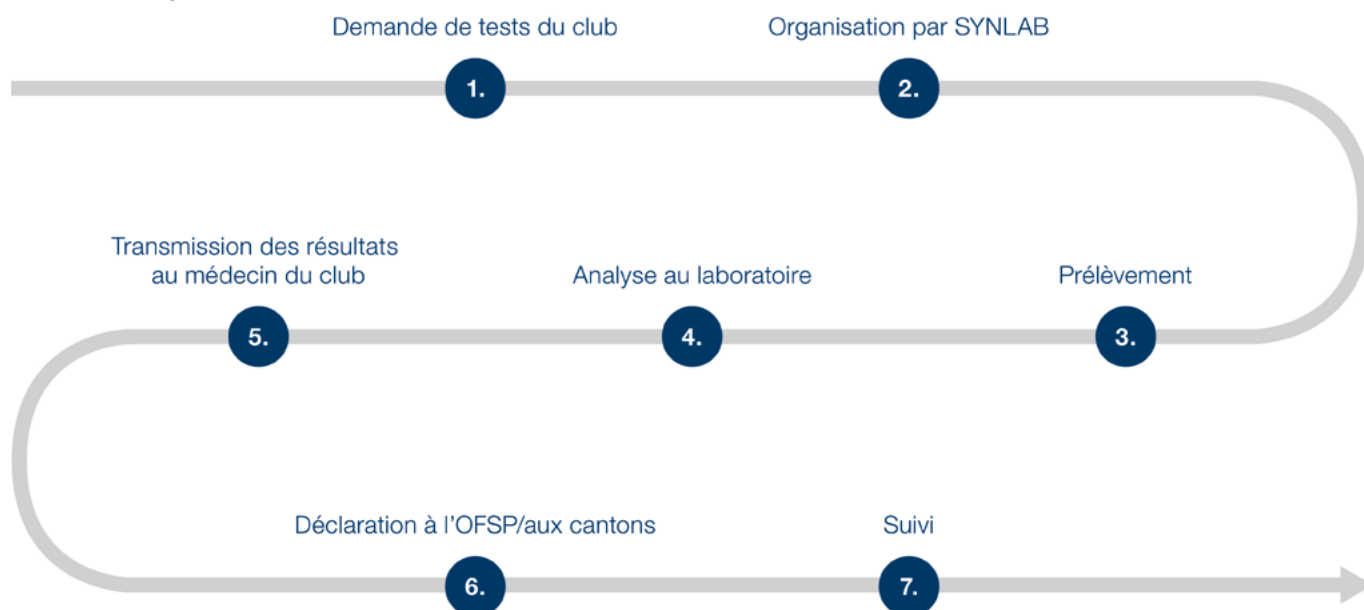 Demande de tests du club
Organisation par SYNLAB
1.
2.
Transmission des résultats
au médecin du club
Analyse au laboratoire
Prélèvement
5.
4.
3.
Déclaration à l'OFSP/aux cantons
Suivi
6.
7.